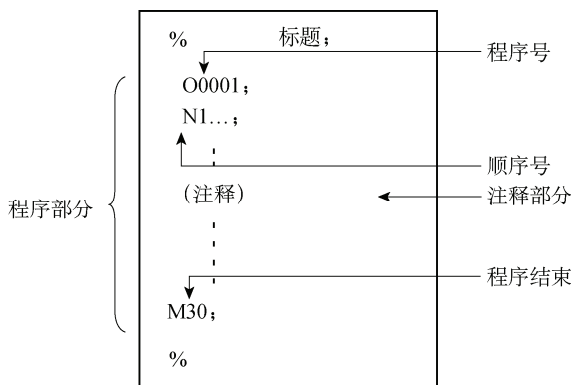 % 标题；
程序号
O0001；
N1…；
顺序号
（注释）
注释部分
程序部分
程序结束
M30；
%